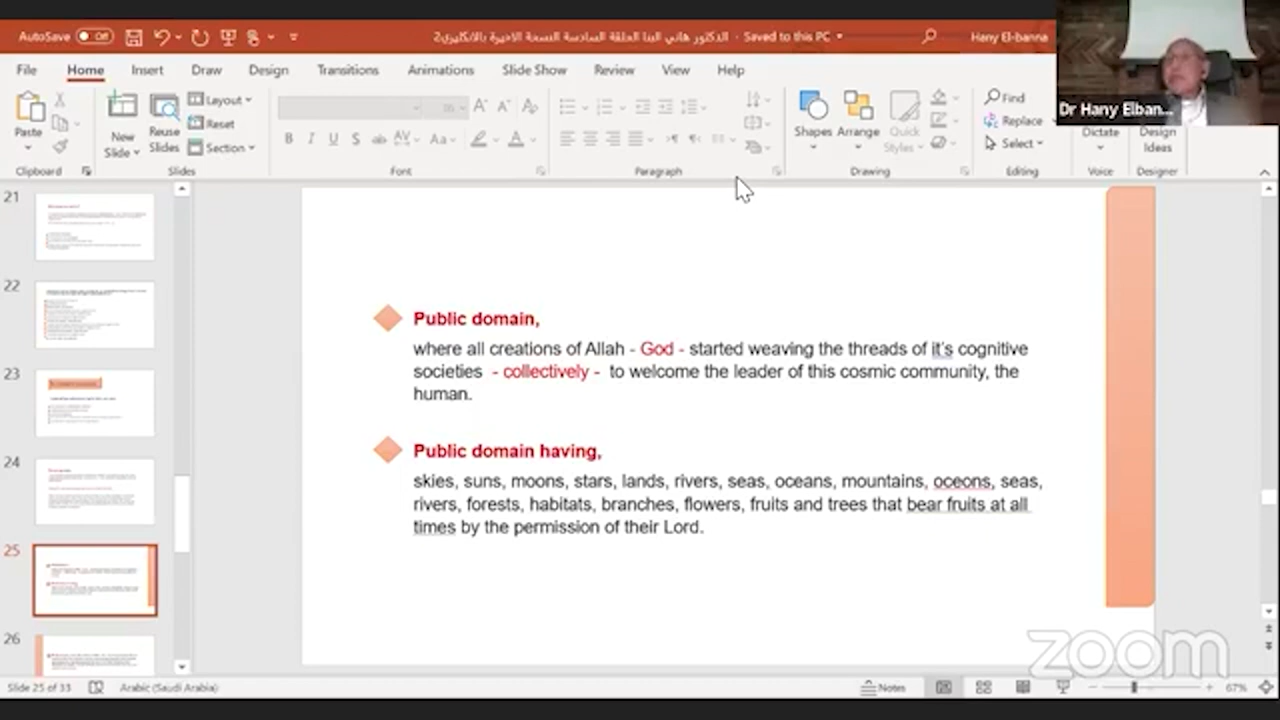 AutoSave Off الدكتور هاني البنا الحلقة السادسة النسخة الاخيرة بالانكليزي2 - Saved to this PC Hany El-banna
File Home Insert Draw Design Transitions Animations Slide Show Review View Help
Paste New Slide Reuse Slides Layout Reset Section
B I U S ab AV Aa A
Shapes Arrange Quick Styles Find Replace Select Dictate Design Ideas
Clipboard Slides Font Paragraph Drawing Editing Voice Designer
Dr Hany Elban...
21
22
23
24
25
26
Public domain,
where all creations of Allah - God - started weaving the threads of it's cognitive
societies - collectively - to welcome the leader of this cosmic community, the
human.
Public domain having,
skies, suns, moons, stars, lands, rivers, seas, oceans, mountains, oceons, seas,
rivers, forests, habitats, branches, flowers, fruits and trees that bear fruits at all
times by the permission of their Lord.
zoom
Slide 25 of 33 Arabic (Saudi Arabia) Notes 67%